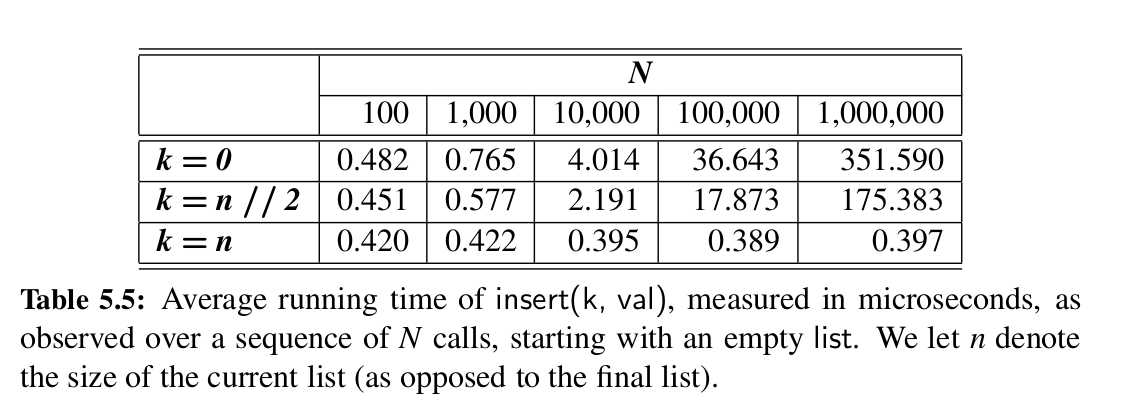 N
100 1,000 10,000 100,000 1,000,000
k = 0 0.482 0.765 4.014 36.643 351.590
k = n // 2 0.451 0.577 2.191 17.873 175.383
k = n 0.420 0.422 0.395 0.389 0.397
Table 5.5: Average running time of insert(k, val), measured in microseconds, as
observed over a sequence of N calls, starting with an empty list. We let n denote
the size of the current list (as opposed to the final list).